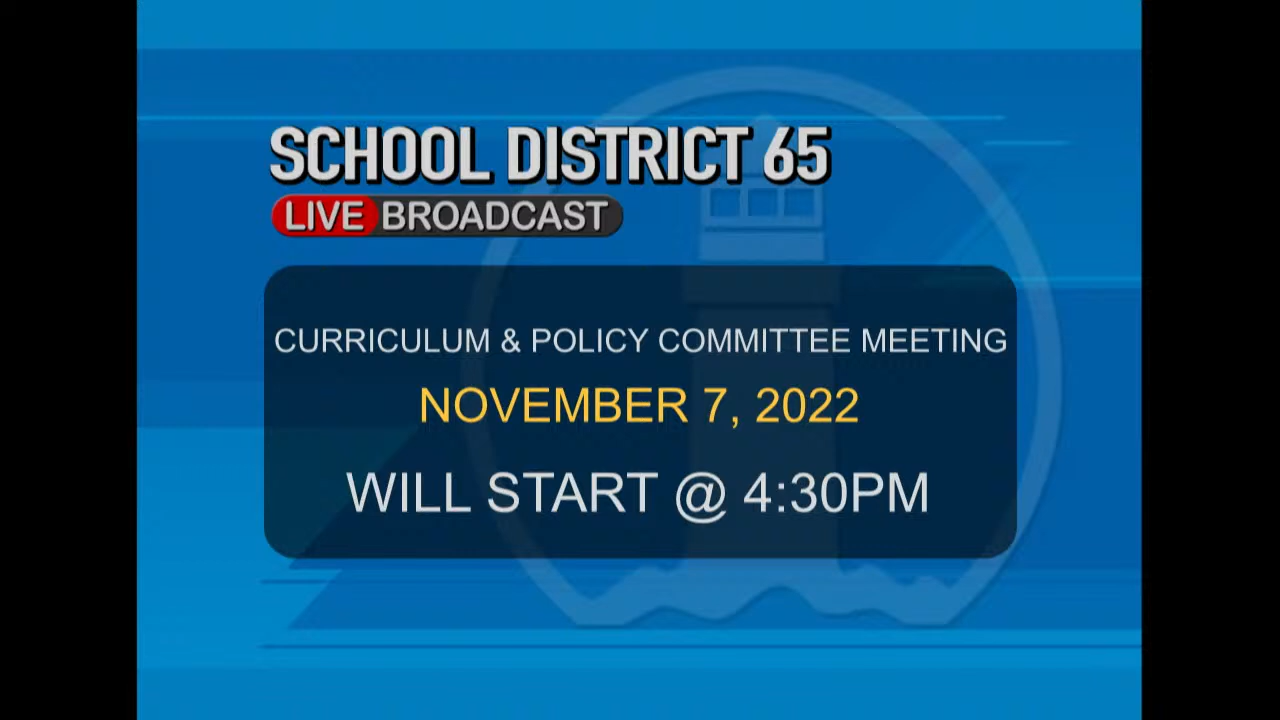 SCHOOL DISTRICT 65
LIVE BROADCAST
CURRICULUM & POLICY COMMITTEE MEETING
NOVEMBER 7, 2022
WILL START @ 4:30PM